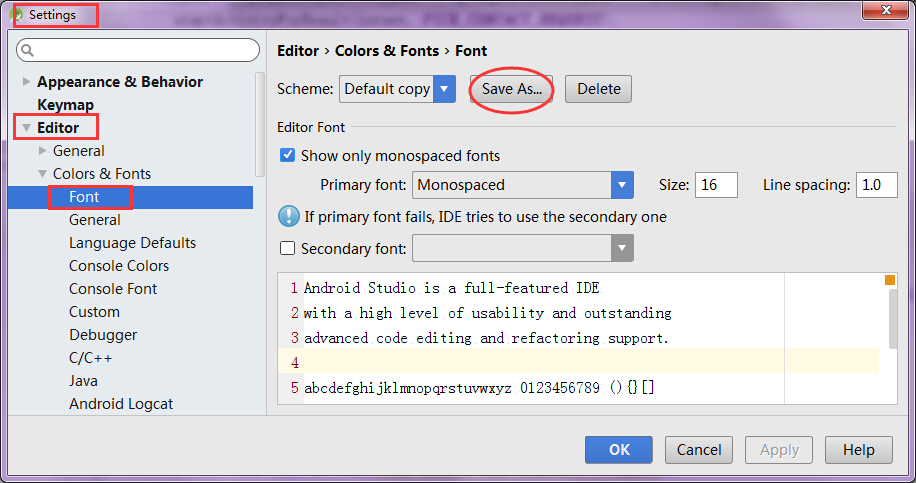 startActivityForResult(intent, PICK_CONTACT_REQUEST
Settings
Appearance & Behavior
Keymap
Editor
General
Colors & Fonts
Font
General
Language Defaults
Console Colors
Console Font
Custom
Debugger
C/C++
Java
Android Logcat
Editor › Colors & Fonts › Font
Scheme: Default copy Save As... Delete
Editor Font
Show only monospaced fonts
Primary font: Monospaced Size: 16 Line spacing: 1.0
If primary font fails, IDE tries to use the secondary one
Secondary font:
1 Android Studio is a full-featured IDE
2 with a high level of usability and outstanding
3 advanced code editing and refactoring support.
4
5 abcdefghijklmnopqrstuvwxyz 0123456789 (){}[]
OK Cancel Apply Help